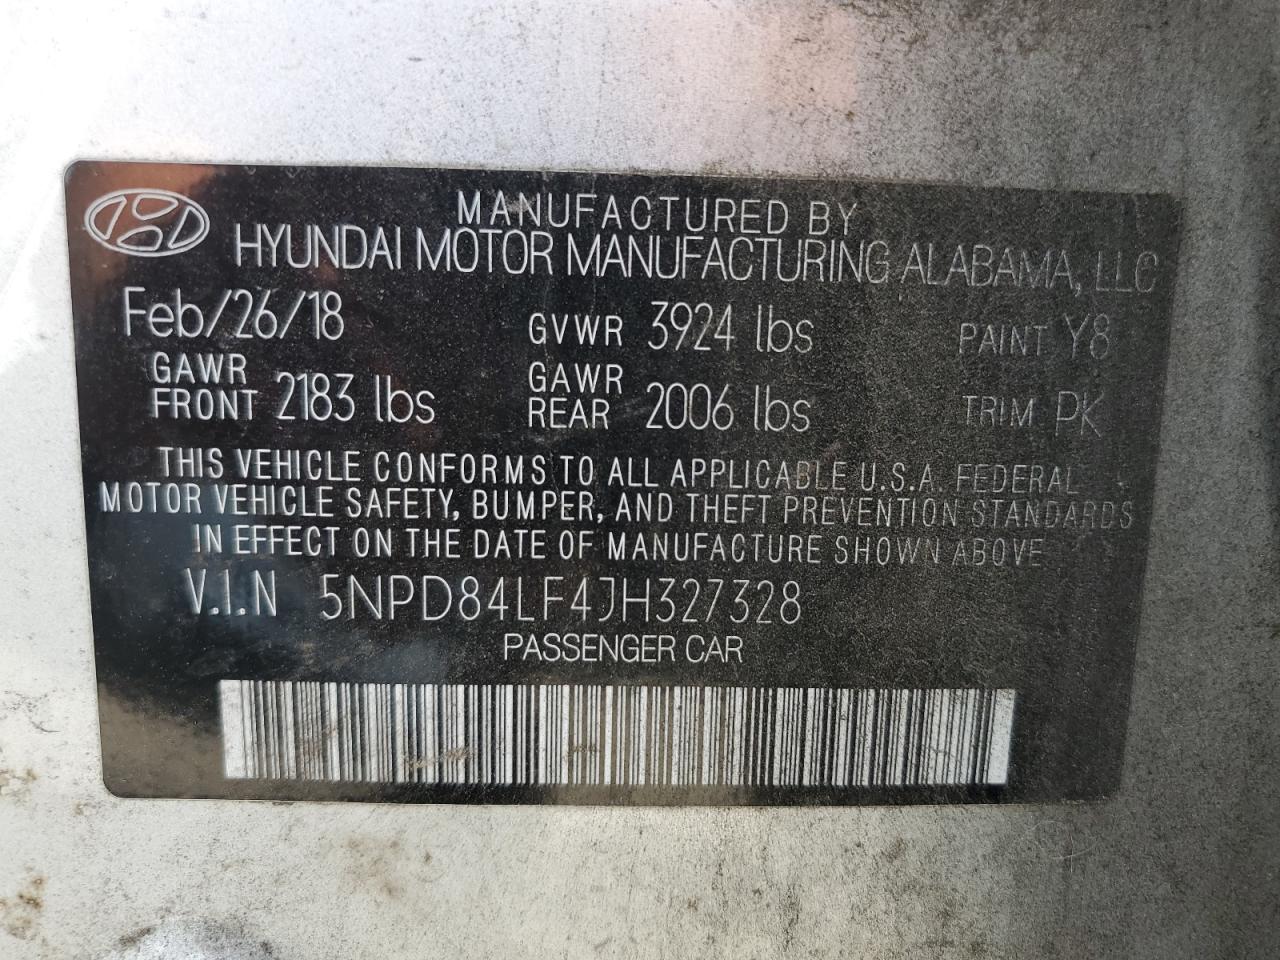 MANUFACTURED BY
HYUNDAI MOTOR MANUFACTURING ALABAMA, LLC
Feb/26/18 GVWR 3924 lbs PAINT Y8
GAWR FRONT 2183 lbs GAWR REAR 2006 lbs TRIM PK
THIS VEHICLE CONFORMS TO ALL APPLICABLE U.S.A. FEDERAL
MOTOR VEHICLE SAFETY, BUMPER, AND THEFT PREVENTION STANDARDS
IN EFFECT ON THE DATE OF MANUFACTURE SHOWN ABOVE
V.I.N 5NPD84LF4JH327328
PASSENGER CAR